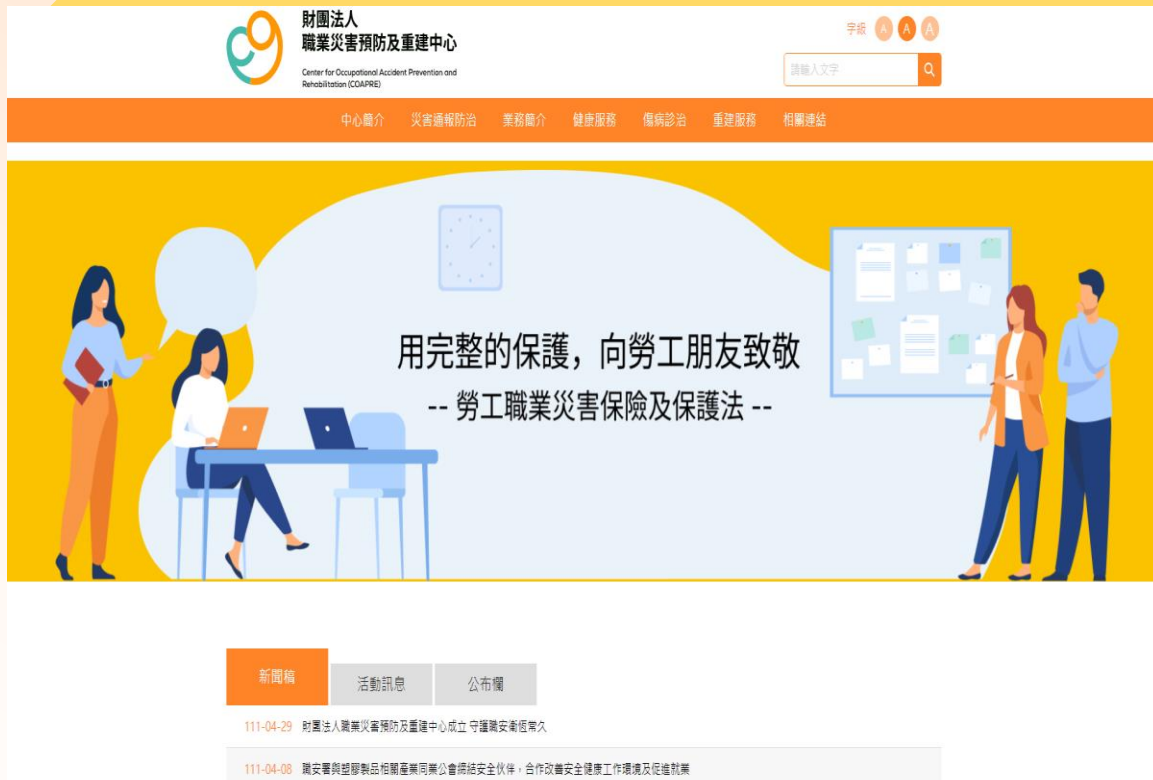 財團法人
職業災害預防及重建中心
Center for Occupational Accident Prevention and
Rehabilitation (COAPRE)
字級 A A A
請輸入文字
中心簡介 災害通報防治 業務簡介 健康服務 傷病診治 重建服務 相關連結
用完整的保護，向勞工朋友致敬
-- 勞工職業災害保險及保護法 --
新聞稿 活動訊息 公布欄
111-04-29 財團法人職業災害預防及重建中心成立 守護職安衛恆常久
111-04-08 職安署與塑膠製品相關產業同業公會締結安全伙伴，合作改善安全健康工作環境及促進就業